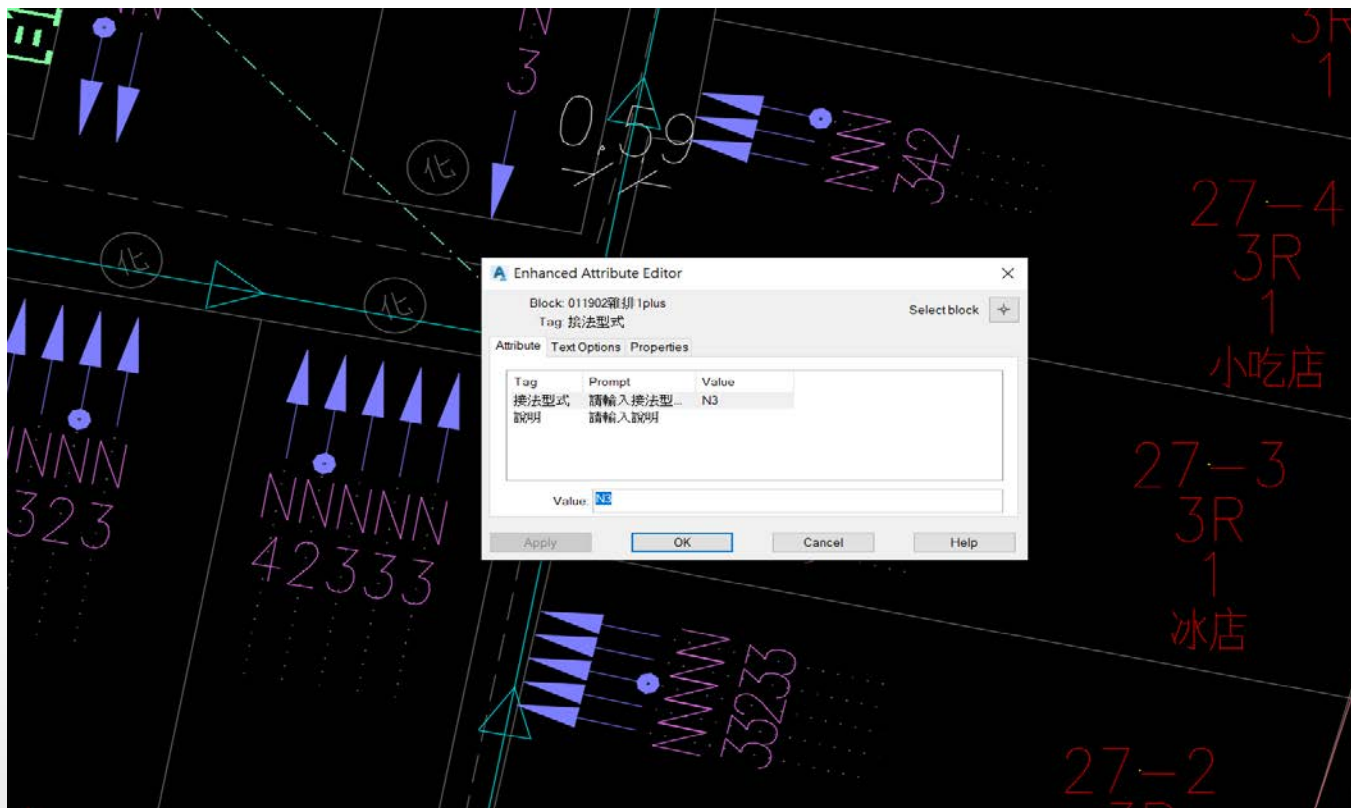 3
0.59
342
3R
1
27-4
3R
1
小吃店
化
化
化
Enhanced Attribute Editor
Block: 011902雜排1plus
Tag: 接法型式
Select block
Attribute Text Options Properties
Tag Prompt Value
接法型式 請輸入接法型... N3
說明 請輸入說明
Value: N3
Apply OK Cancel Help
NNNN
323
NNNNN
42333
27-3
3R
1
冰店
33233
27-2